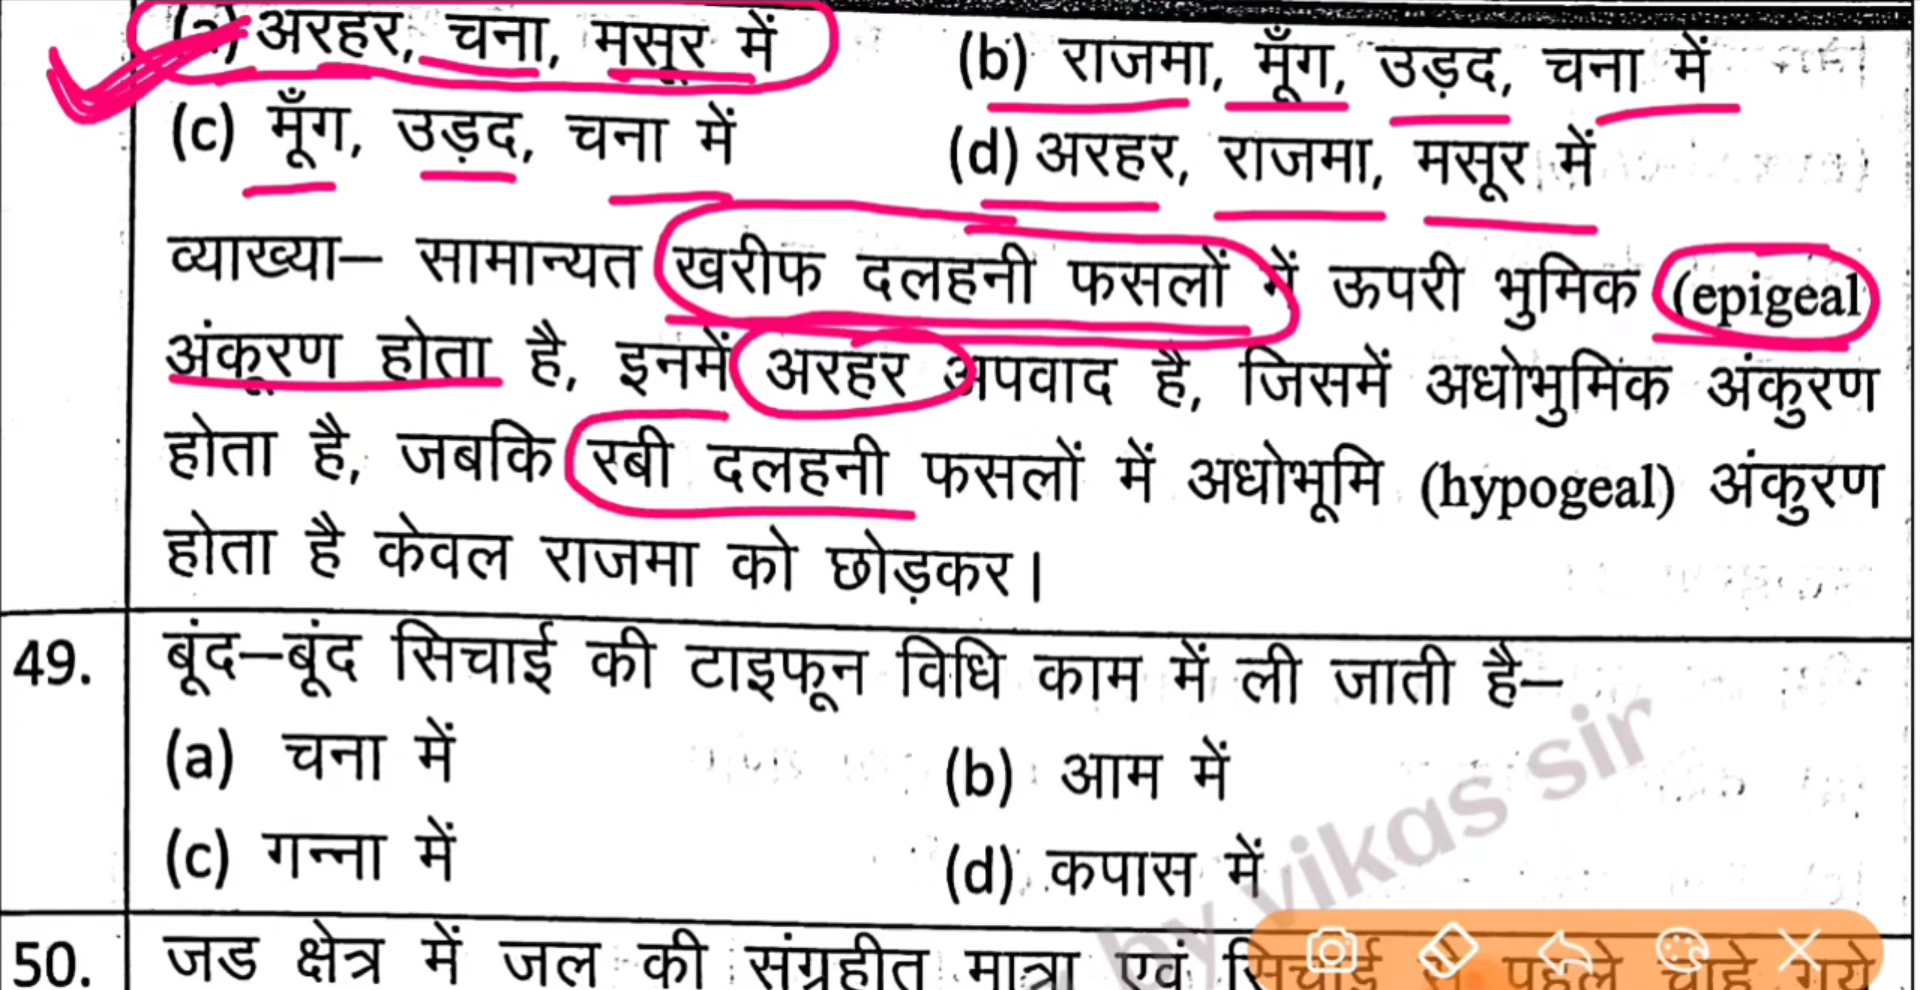 (a) अरहर, चना, मसूर में (b) राजमा, मूँग, उड़द, चना में
(c) मूँग, उड़द, चना में (d) अरहर, राजमा, मसूर में
व्याख्या– सामान्यत खरीफ दलहनी फसलों में ऊपरी भुमिक (epigeal
अंकूरण होता है, इनमें अरहर अपवाद है, जिसमें अधोभुमिक अंकुरण
होता है, जबकि रबी दलहनी फसलों में अधोभूमि (hypogeal) अंकुरण
होता है केवल राजमा को छोड़कर।
49. बूंद–बूंद सिचाई की टाइफून विधि काम में ली जाती है–
(a) चना में (b) आम में
(c) गन्ना में (d) कपास में
by vikas sir
50. जड क्षेत्र में जल की संग्रहीत मात्रा एवं सिचाई से पहले चाहे गये